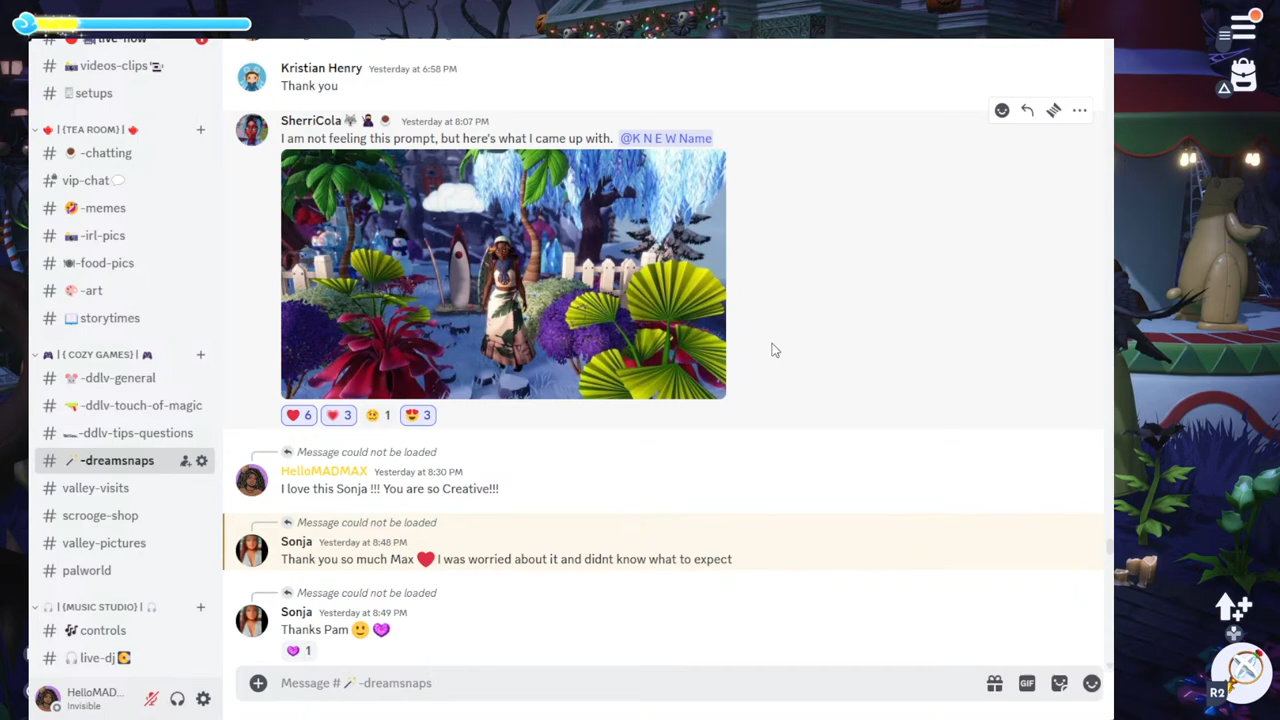 live-now
videos-clips
setups
| {TEA ROOM} |
-chatting
vip-chat
-memes
-irl-pics
-food-pics
-art
storytimes
| { COZY GAMES} |
-ddlv-general
-ddlv-touch-of-magic
-ddlv-tips-questions
-dreamsnaps
valley-visits
scrooge-shop
valley-pictures
palworld
| {MUSIC STUDIO} |
controls
live-dj
HelloMAD...
Invisible
Kristian Henry Yesterday at 6:58 PM
Thank you
SherriCola Yesterday at 8:07 PM
I am not feeling this prompt, but here's what I came up with. @K N E W Name
6 3 1 3
Message could not be loaded
HelloMADMAX Yesterday at 8:30 PM
I love this Sonja !!! You are so Creative!!!
Message could not be loaded
Sonja Yesterday at 8:48 PM
Thank you so much Max I was worried about it and didnt know what to expect
Message could not be loaded
Sonja Yesterday at 8:49 PM
Thanks Pam
1
Message # -dreamsnaps
GIF
R2